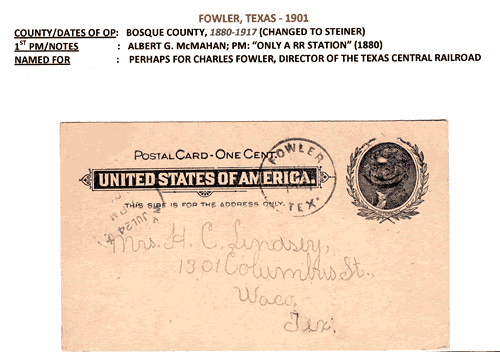 FOWLER, TEXAS - 1901
COUNTY/DATES OF OP: BOSQUE COUNTY, 1880-1917 (CHANGED TO STEINER)
1ST PM/NOTES : ALBERT G. McMAHAN; PM: "ONLY A RR STATION" (1880)
NAMED FOR : PERHAPS FOR CHARLES FOWLER, DIRECTOR OF THE TEXAS CENTRAL RAILROAD
POSTAL CARD - ONE CENT.
UNITED STATES OF AMERICA.
THIS SIDE IS FOR THE ADDRESS ONLY.
FOWLER
TEX.
JUL 24
PM
Mrs. H. C. Lindsey,
1301 Columbus St.,
Waco,
Tex.